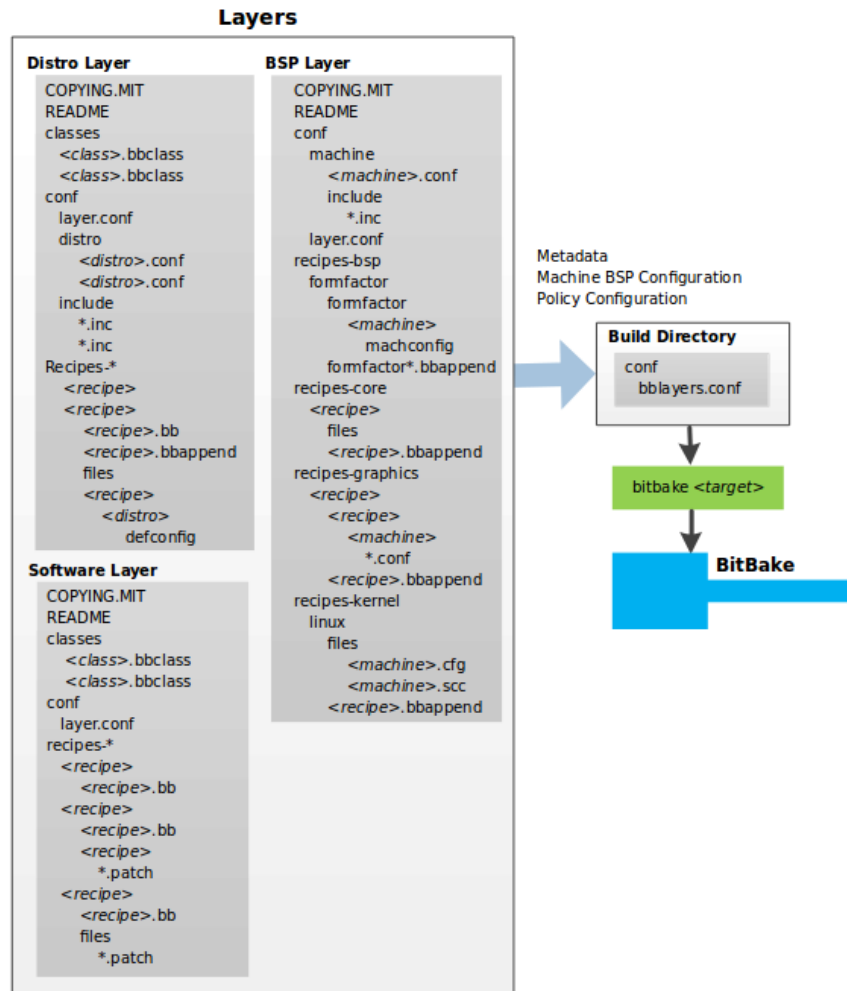 Layers
Distro Layer
COPYING.MIT
README
classes
<class>.bbclass
<class>.bbclass
conf
layer.conf
distro
<distro>.conf
<distro>.conf
include
*.inc
*.inc
Recipes-*
<recipe>
<recipe>
<recipe>.bb
<recipe>.bbappend
files
<recipe>
<distro>
defconfig
Software Layer
COPYING.MIT
README
classes
<class>.bbclass
<class>.bbclass
conf
layer.conf
recipes-*
<recipe>
<recipe>.bb
<recipe>
<recipe>.bb
<recipe>
*.patch
<recipe>
<recipe>.bb
files
*.patch
BSP Layer
COPYING.MIT
README
conf
machine
<machine>.conf
include
*.inc
layer.conf
recipes-bsp
formfactor
formfactor
<machine>
machconfig
formfactor*.bbappend
recipes-core
<recipe>
files
<recipe>.bbappend
recipes-graphics
<recipe>
<recipe>
<machine>
*.conf
<recipe>.bbappend
recipes-kernel
linux
files
<machine>.cfg
<machine>.scc
<recipe>.bbappend
Metadata
Machine BSP Configuration
Policy Configuration
Build Directory
conf
bblayers.conf
bitbake <target>
BitBake